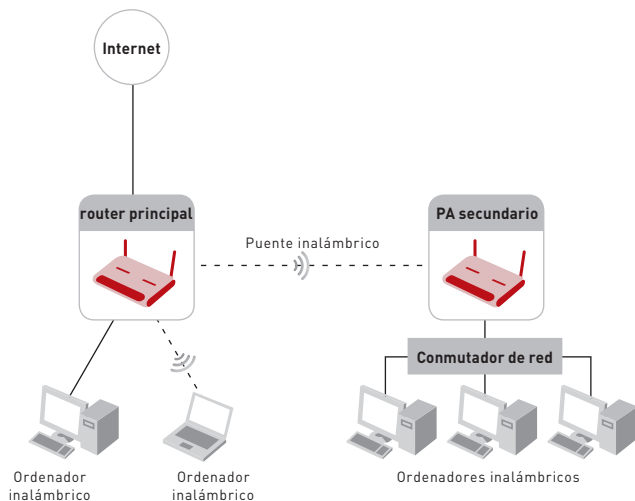 Internet
router principal
PA secundario
Puente inalámbrico
Conmutador de red
Ordenador
inalámbrico
Ordenador
inalámbrico
Ordenadores inalámbricos